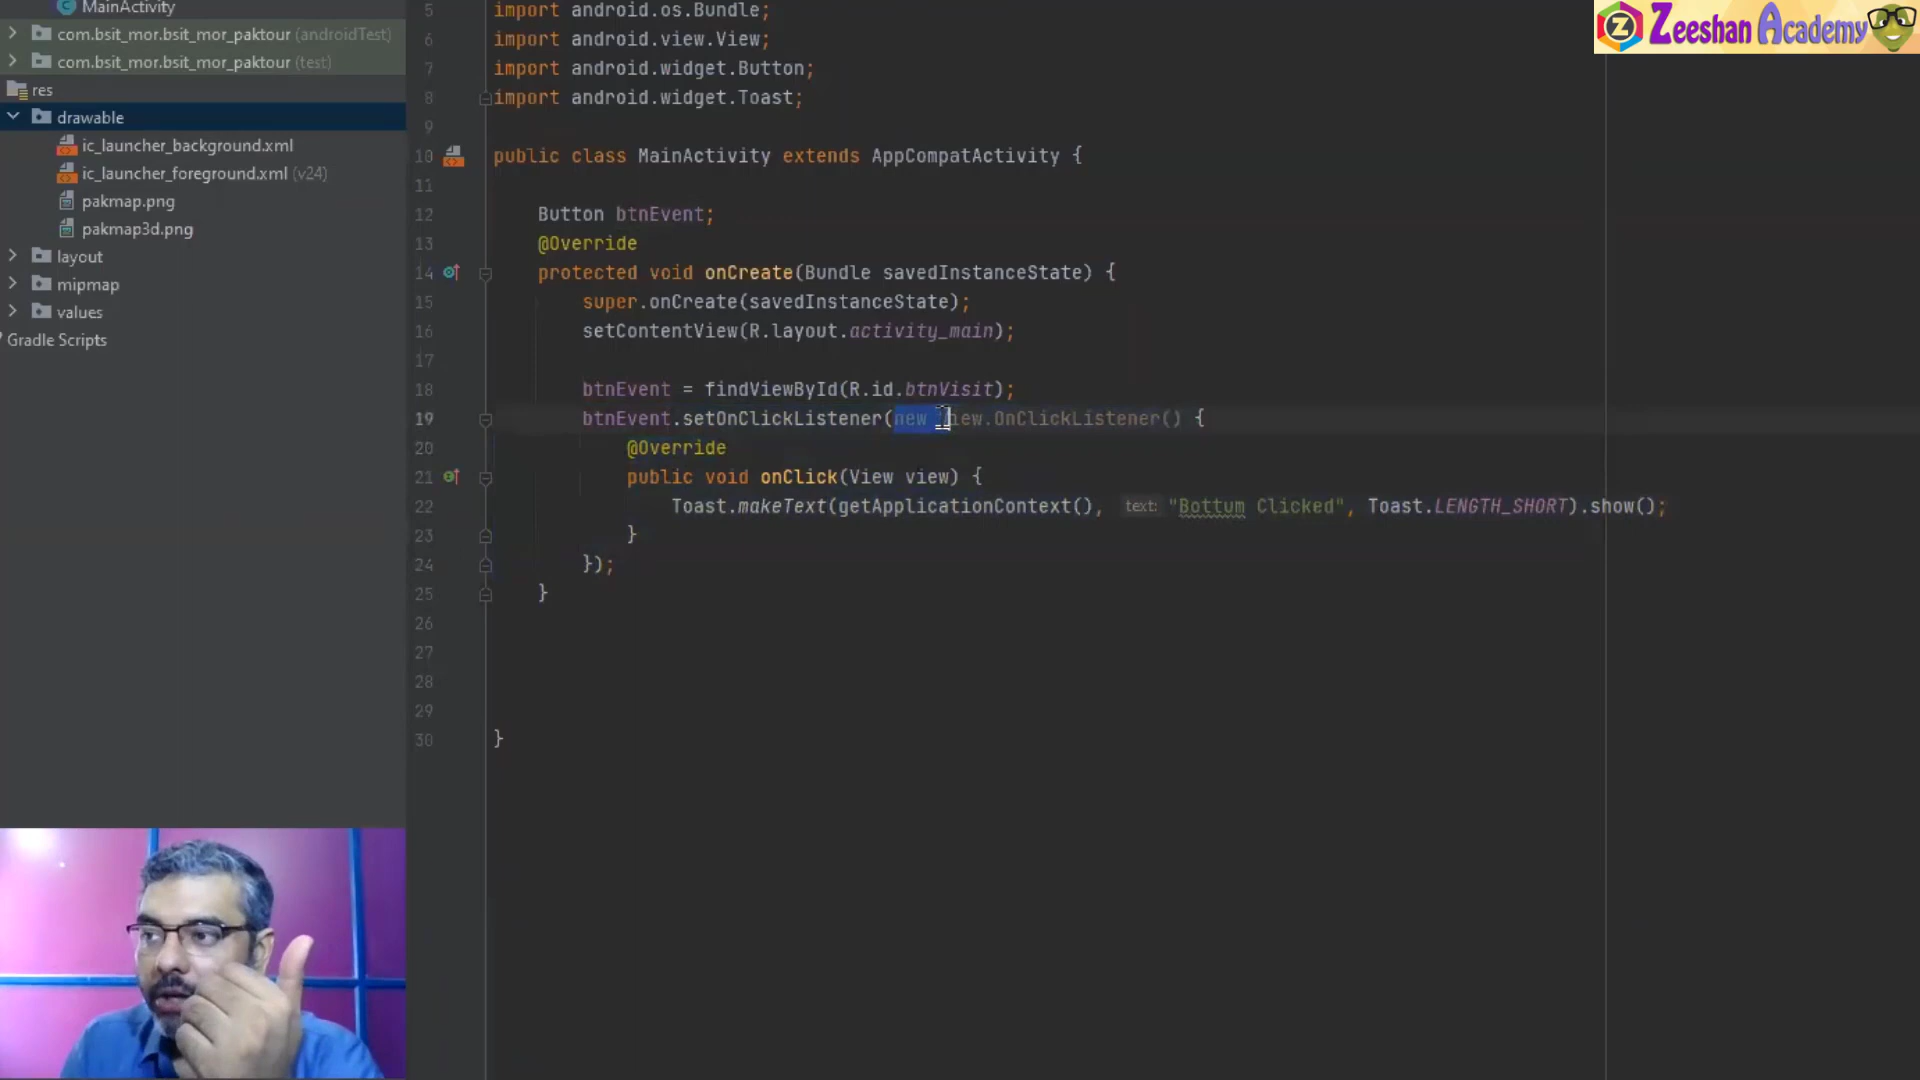 MainActivity
com.bsit_mor.bsit_mor_paktour (androidTest)
com.bsit_mor.bsit_mor_paktour (test)
res
drawable
ic_launcher_background.xml
ic_launcher_foreground.xml (v24)
pakmap.png
pakmap3d.png
layout
mipmap
values
Gradle Scripts
Z Zeeshan Academy
5 import android.os.Bundle;
6 import android.view.View;
7 import android.widget.Button;
8 import android.widget.Toast;
9
10 public class MainActivity extends AppCompatActivity {
11
12 Button btnEvent;
13 @Override
14 protected void onCreate(Bundle savedInstanceState) {
15 super.onCreate(savedInstanceState);
16 setContentView(R.layout.activity_main);
17
18 btnEvent = findViewById(R.id.btnVisit);
19 btnEvent.setOnClickListener(new View.OnClickListener() {
20 @Override
21 public void onClick(View view) {
22 Toast.makeText(getApplicationContext(), text: "Bottum Clicked", Toast.LENGTH_SHORT).show();
23 }
24 });
25 }
26
27
28
29
30 }